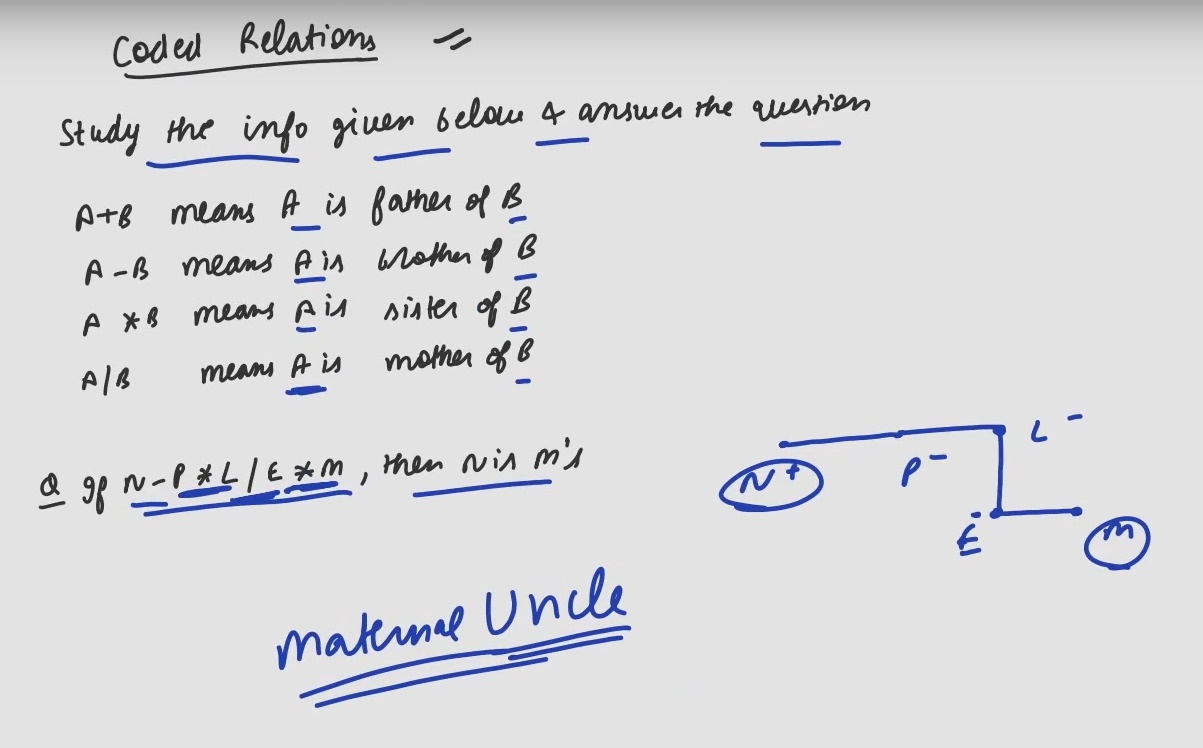 Coded Relations =
Study the info given below & answer the question
A+B means A is father of B
A-B means A is brother of B
A *B means A is sister of B
A/B means A is mother of B
Q If N-P*L/E*M, then N is M's
L -
N +
P -
E -
M
Maternal Uncle